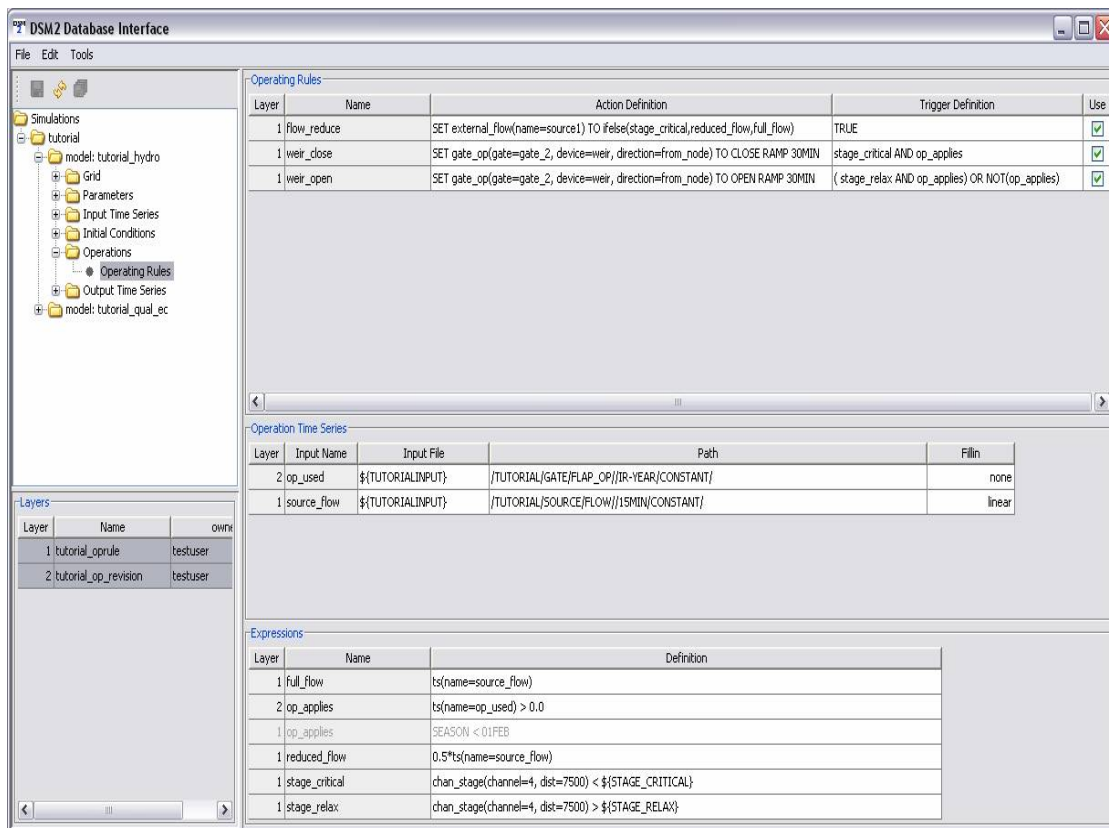 DSM2 Database Interface
File Edit Tools
Simulations
tutorial
model: tutorial_hydro
Grid
Parameters
Input Time Series
Initial Conditions
Operations
Operating Rules
Output Time Series
model: tutorial_qual_ec
Layers
Layer Name owne
1 tutorial_oprule testuser
2 tutorial_op_revision testuser
Operating Rules
Layer Name Action Definition Trigger Definition Use
1 flow_reduce SET external_flow(name=source1) TO ifelse(stage_critical,reduced_flow,full_flow) TRUE
1 weir_close SET gate_op(gate=gate_2, device=weir, direction=from_node) TO CLOSE RAMP 30MIN stage_critical AND op_applies
1 weir_open SET gate_op(gate=gate_2, device=weir, direction=from_node) TO OPEN RAMP 30MIN ( stage_relax AND op_applies) OR NOT(op_applies)
Operation Time Series
Layer Input Name Input File Path Fillin
2 op_used ${TUTORIALINPUT} /TUTORIAL/GATE/FLAP_OP//IR-YEAR/CONSTANT/ none
1 source_flow ${TUTORIALINPUT} /TUTORIAL/SOURCE/FLOW//15MIN/CONSTANT/ linear
Expressions
Layer Name Definition
1 full_flow ts(name=source_flow)
2 op_applies ts(name=op_used) > 0.0
1 op_applies SEASON < 01FEB
1 reduced_flow 0.5*ts(name=source_flow)
1 stage_critical chan_stage(channel=4, dist=7500) < ${STAGE_CRITICAL}
1 stage_relax chan_stage(channel=4, dist=7500) > ${STAGE_RELAX}